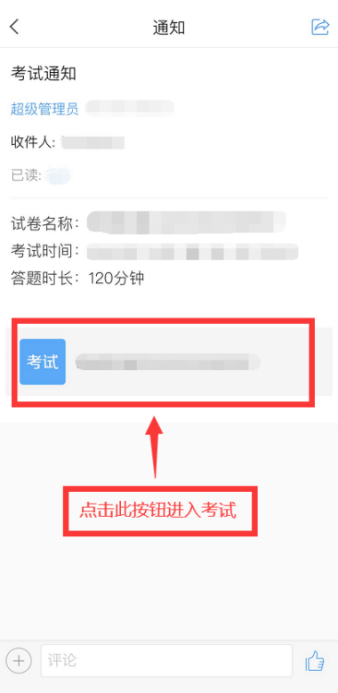 通知
考试通知
超级管理员
收件人:
已读:
试卷名称：
考试时间：
答题时长：120分钟
考试
点击此按钮进入考试
评论